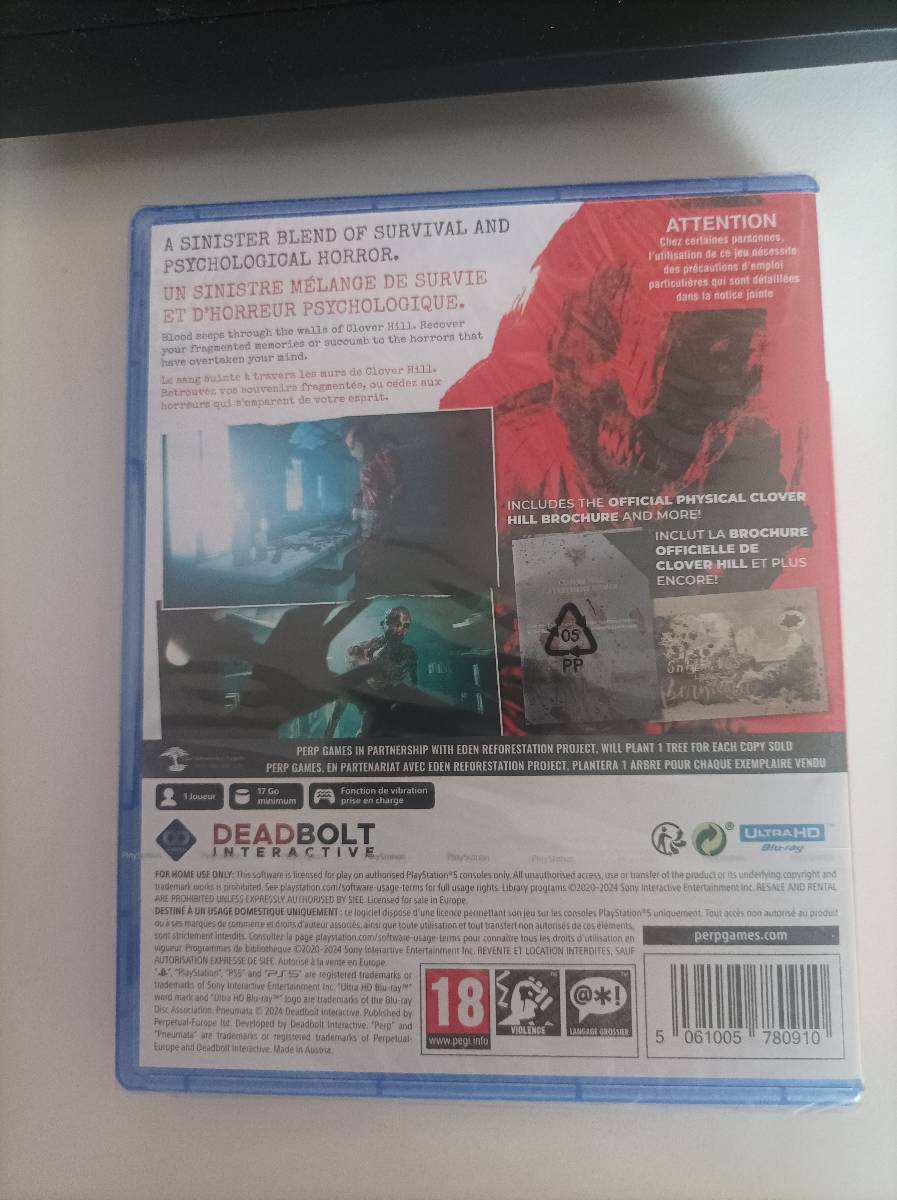 A SINISTER BLEND OF SURVIVAL AND
PSYCHOLOGICAL HORROR.
UN SINISTRE MÉLANGE DE SURVIE
ET D'HORREUR PSYCHOLOGIQUE.
Blood seeps through the walls of Clover Hill. Recover
your fragmented memories or succumb to the horrors that
have overtaken your mind.
Le sang suinte à travers les murs de Clover Hill.
Retrouvez vos souvenirs fragmentés, ou cédez aux
horreurs qui s'emparent de votre esprit.
ATTENTION
Chez certaines personnes,
l'utilisation de ce jeu nécessite
des précautions d'emploi
particulières qui sont détaillées
dans la notice jointe
INCLUDES THE OFFICIAL PHYSICAL CLOVER
HILL BROCHURE AND MORE!
INCLUT LA BROCHURE
OFFICIELLE DE
CLOVER HILL ET PLUS
ENCORE!
05
PP
PERP GAMES IN PARTNERSHIP WITH EDEN REFORESTATION PROJECT, WILL PLANT 1 TREE FOR EACH COPY SOLD
PERP GAMES, EN PARTENARIAT AVEC EDEN REFORESTATION PROJECT, PLANTERA 1 ARBRE POUR CHAQUE EXEMPLAIRE VENDU
1 Joueur
17 Go
minimum
Fonction de vibration
prise en charge
DEADBOLT
INTERACTIVE
ULTRA HD
Blu-ray™
PlayStation PlayStation PlayStation PlayStation
FOR HOME USE ONLY: This software is licensed for play on authorised PlayStation®5 consoles only. All unauthorised access, use or transfer of the product or its underlying copyright and
trademark works is prohibited. See playstation.com/software-usage-terms for full usage rights. Library programs ©2020-2024 Sony Interactive Entertainment Inc. RESALE AND RENTAL
ARE PROHIBITED UNLESS EXPRESSLY AUTHORISED BY SIEE. Licensed for sale in Europe.
DESTINÉ À UN USAGE DOMESTIQUE UNIQUEMENT : ce logiciel dispose d'une licence permettant son jeu sur les consoles PlayStation®5 uniquement. Tout accès non autorisé au produit
ou à ses marques de commerce et droits d'auteur associés, ainsi que toute utilisation et tout transfert non autorisés de ces éléments,
sont strictement interdits. Consultez la page playstation.com/software-usage-terms pour connaître tous les droits d'utilisation en
vigueur. Programmes de bibliothèque ©2020-2024 Sony Interactive Entertainment Inc. REVENTE ET LOCATION INTERDITES, SAUF
AUTORISATION EXPRESSE DE SIEE. Autorisé à la vente en Europe.
perpgames.com
"PlayStation", "PS5" and "PS5" are registered trademarks or
trademarks of Sony Interactive Entertainment Inc. "Ultra HD Blu-ray™"
word mark and "Ultra HD Blu-ray™" logo are trademarks of the Blu-ray
Disc Association. Pneumata © 2024 Deadbolt Interactive. Published by
Perpetual-Europe ltd. Developed by Deadbolt Interactive. "Perp" and
"Pneumata" are trademarks or registered trademarks of Perpetual-
Europe and Deadbolt Interactive. Made in Austria.
18
www.pegi.info
VIOLENCE
@*!
LANGAGE GROSSIER
5 061005 780910